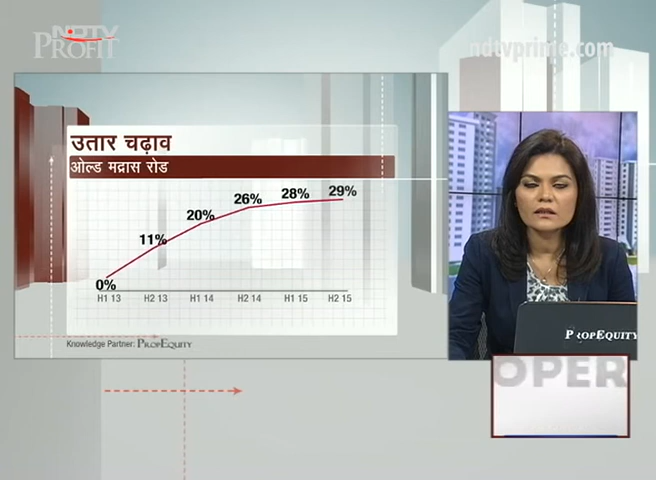 NDTV
PROFIT
ndtvprime.com
उतार चढ़ाव
ओल्ड मद्रास रोड
0%
11%
20%
26%
28%
29%
H1 13
H2 13
H1 14
H2 14
H1 15
H2 15
Knowledge Partner: PROPEQUITY
PROPEQUITY
OPER